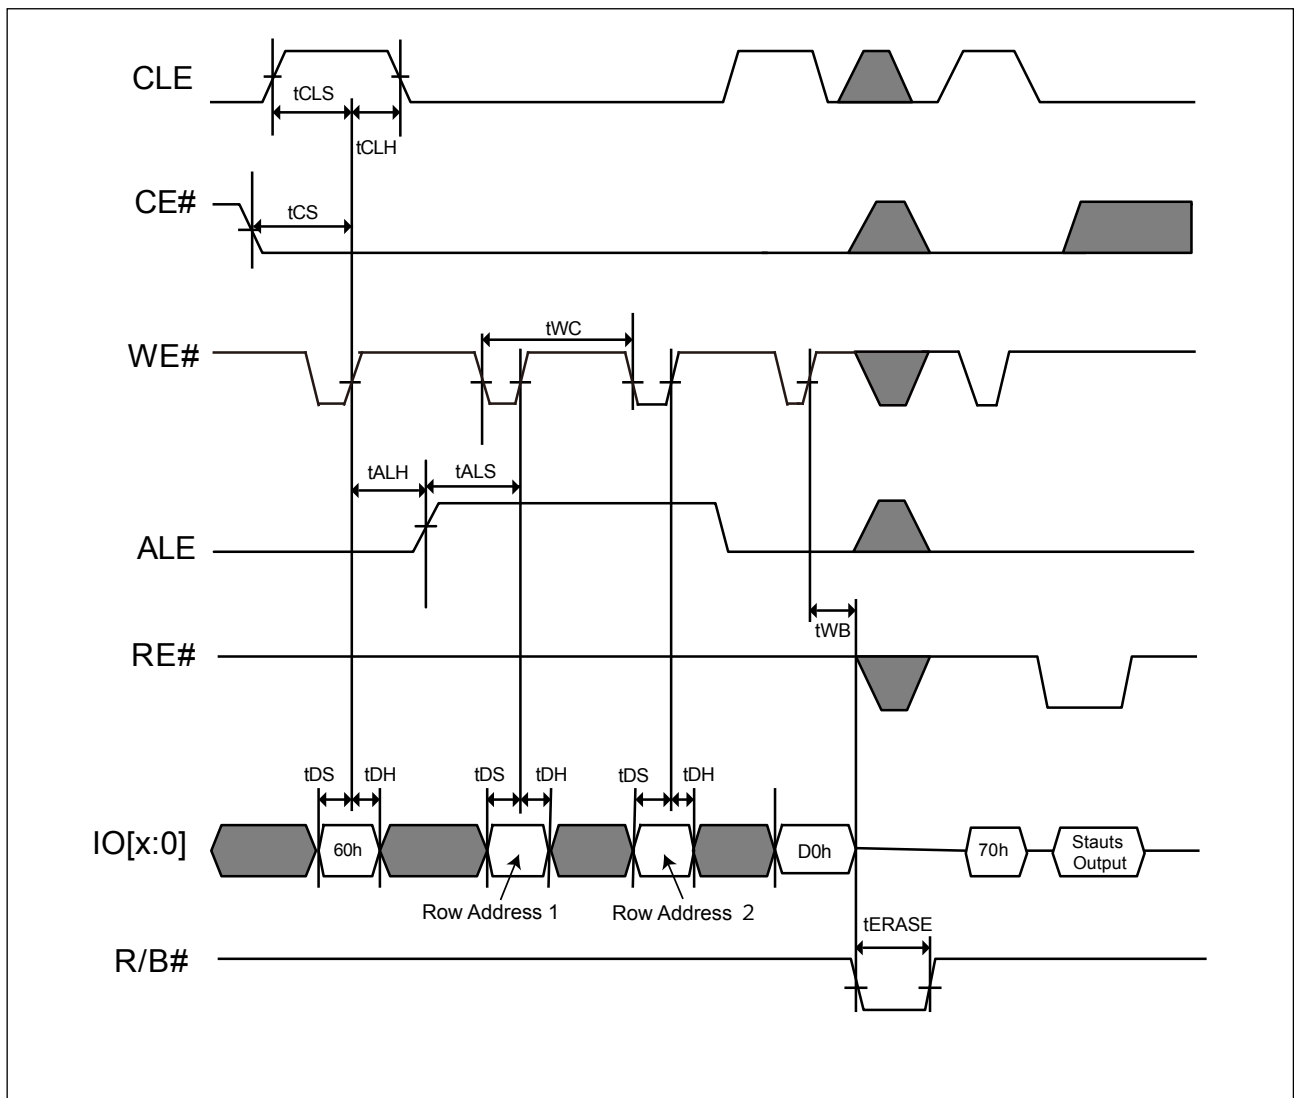 CLE
tCLS
tCLH
CE#
tCS
WE#
tWC
ALE
tALH
tALS
RE#
tWB
IO[x:0]
tDS tDH tDS tDH tDS tDH
60h D0h 70h Stauts
Output
Row Address 1 Row Address 2
tERASE
R/B#